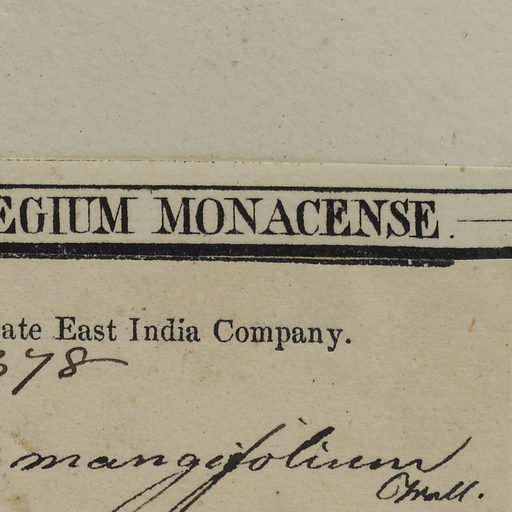 EGIUM MONACENSE.
ate East India Company.
378
mangifolium
Wall.